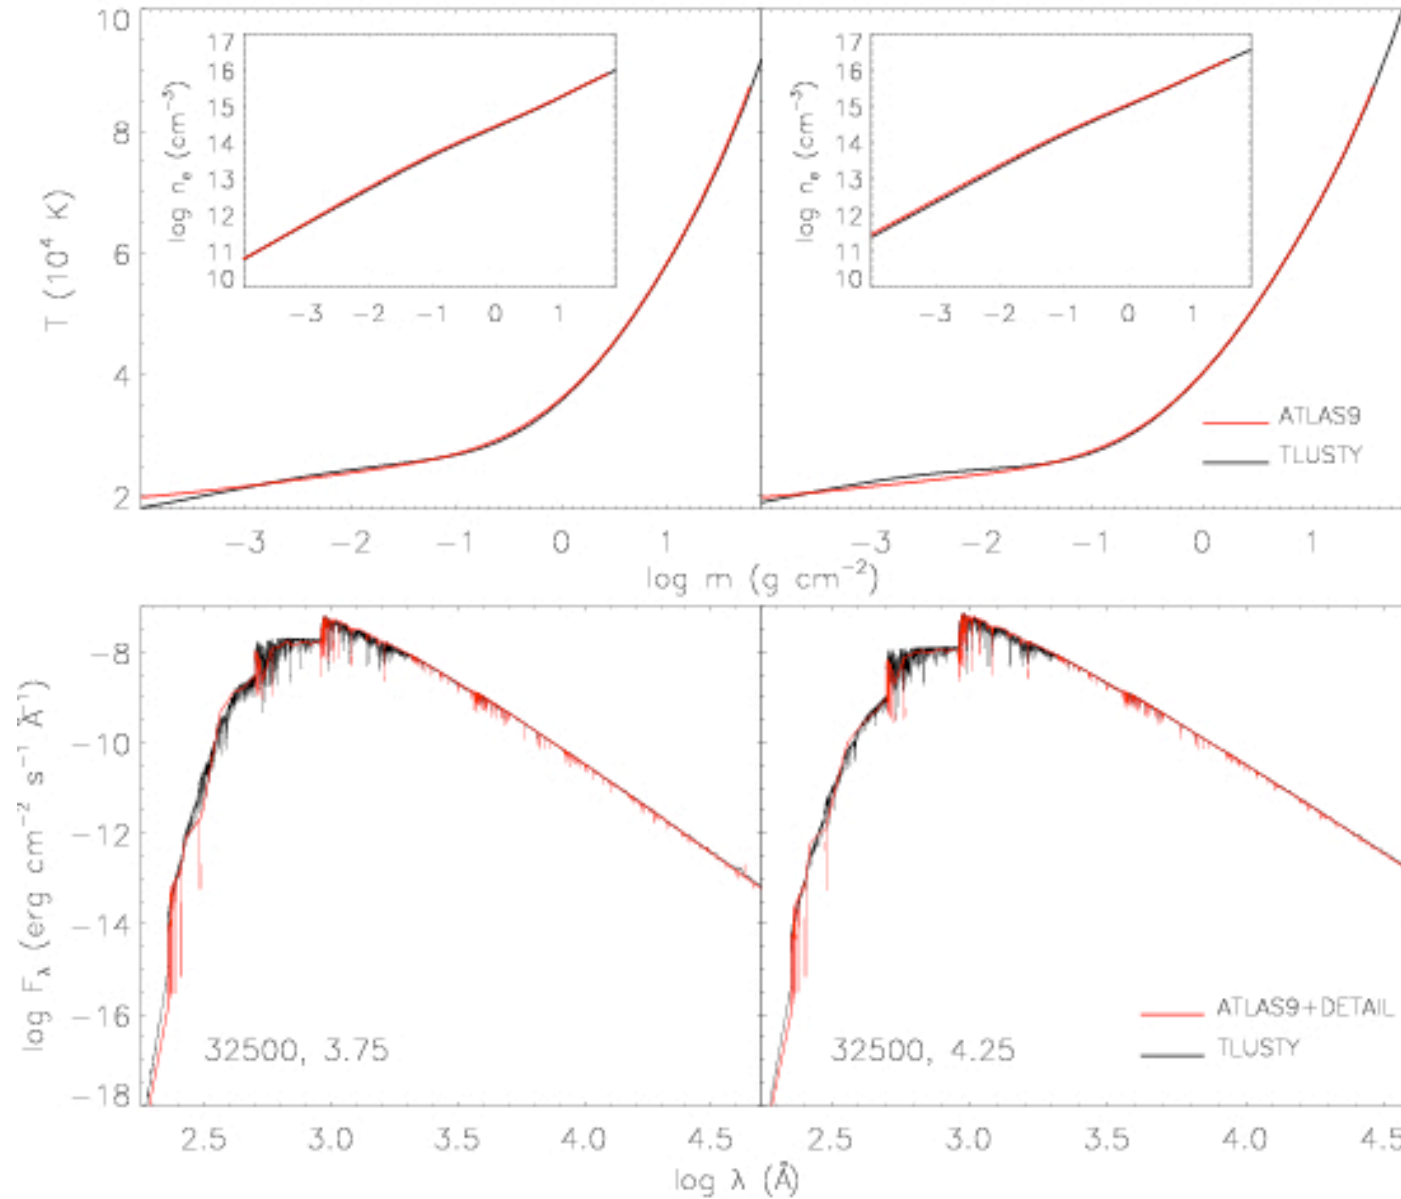 10
8
6
4
2
T (10⁴ K)
17
16
15
14
13
12
11
10
log nₑ (cm⁻³)
−3 −2 −1 0 1
17
16
15
14
13
12
11
10
log nₑ (cm⁻³)
−3 −2 −1 0 1
ATLAS9
TLUSTY
−3 −2 −1 0 1 −3 −2 −1 0 1
log m (g cm⁻²)
−8
−10
−12
−14
−16
−18
log F_λ (erg cm⁻² s⁻¹ Å⁻¹)
32500, 3.75
32500, 4.25
ATLAS9+DETAIL
TLUSTY
2.5 3.0 3.5 4.0 4.5 2.5 3.0 3.5 4.0 4.5
log λ (Å)